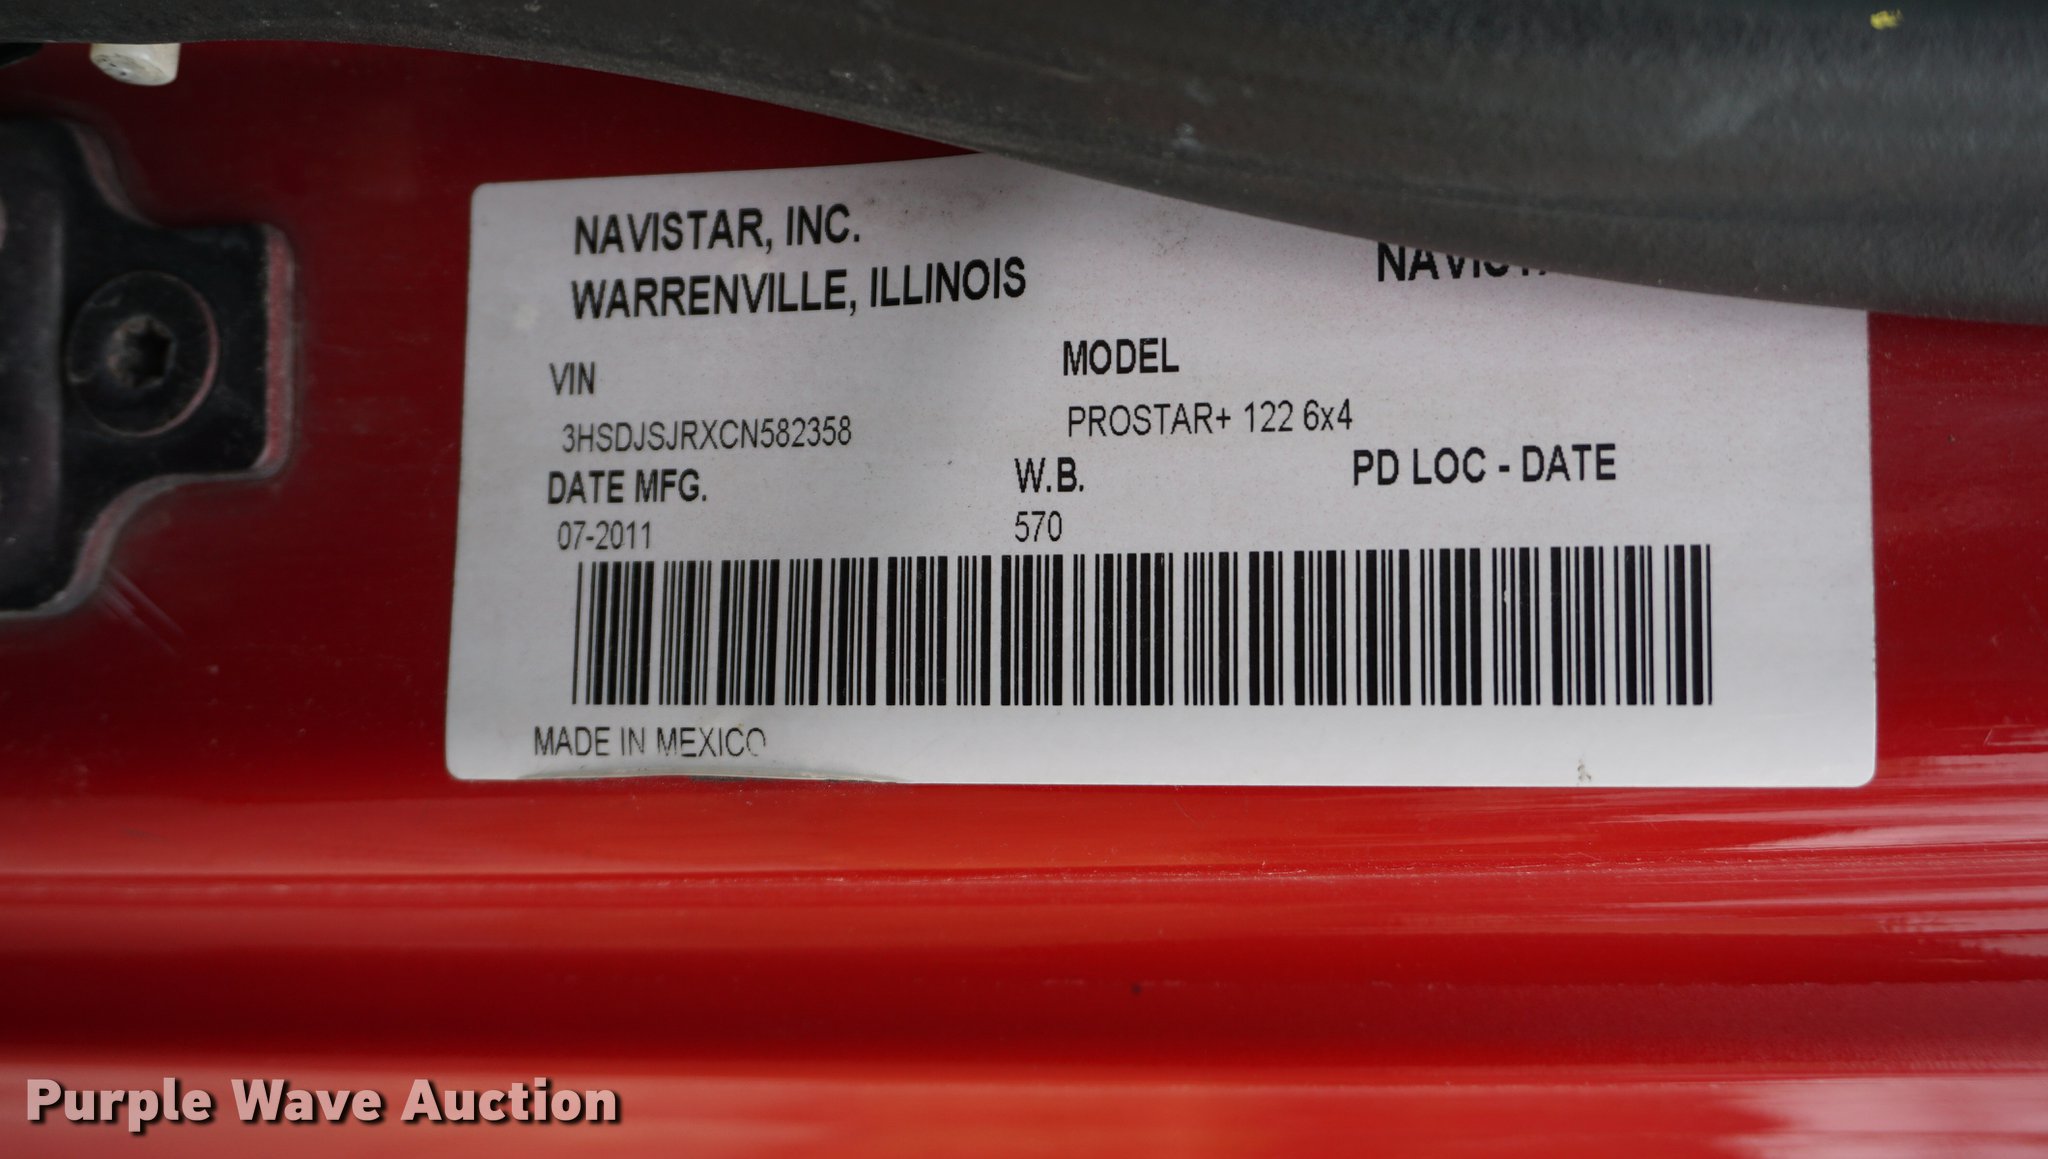 NAVISTAR, INC.
WARRENVILLE, ILLINOIS
VIN
MODEL
3HSDJSJRXCN582358
PROSTAR+ 122 6x4
DATE MFG.
W.B.
PD LOC - DATE
07-2011
570
MADE IN MEXICO
Purple Wave Auction